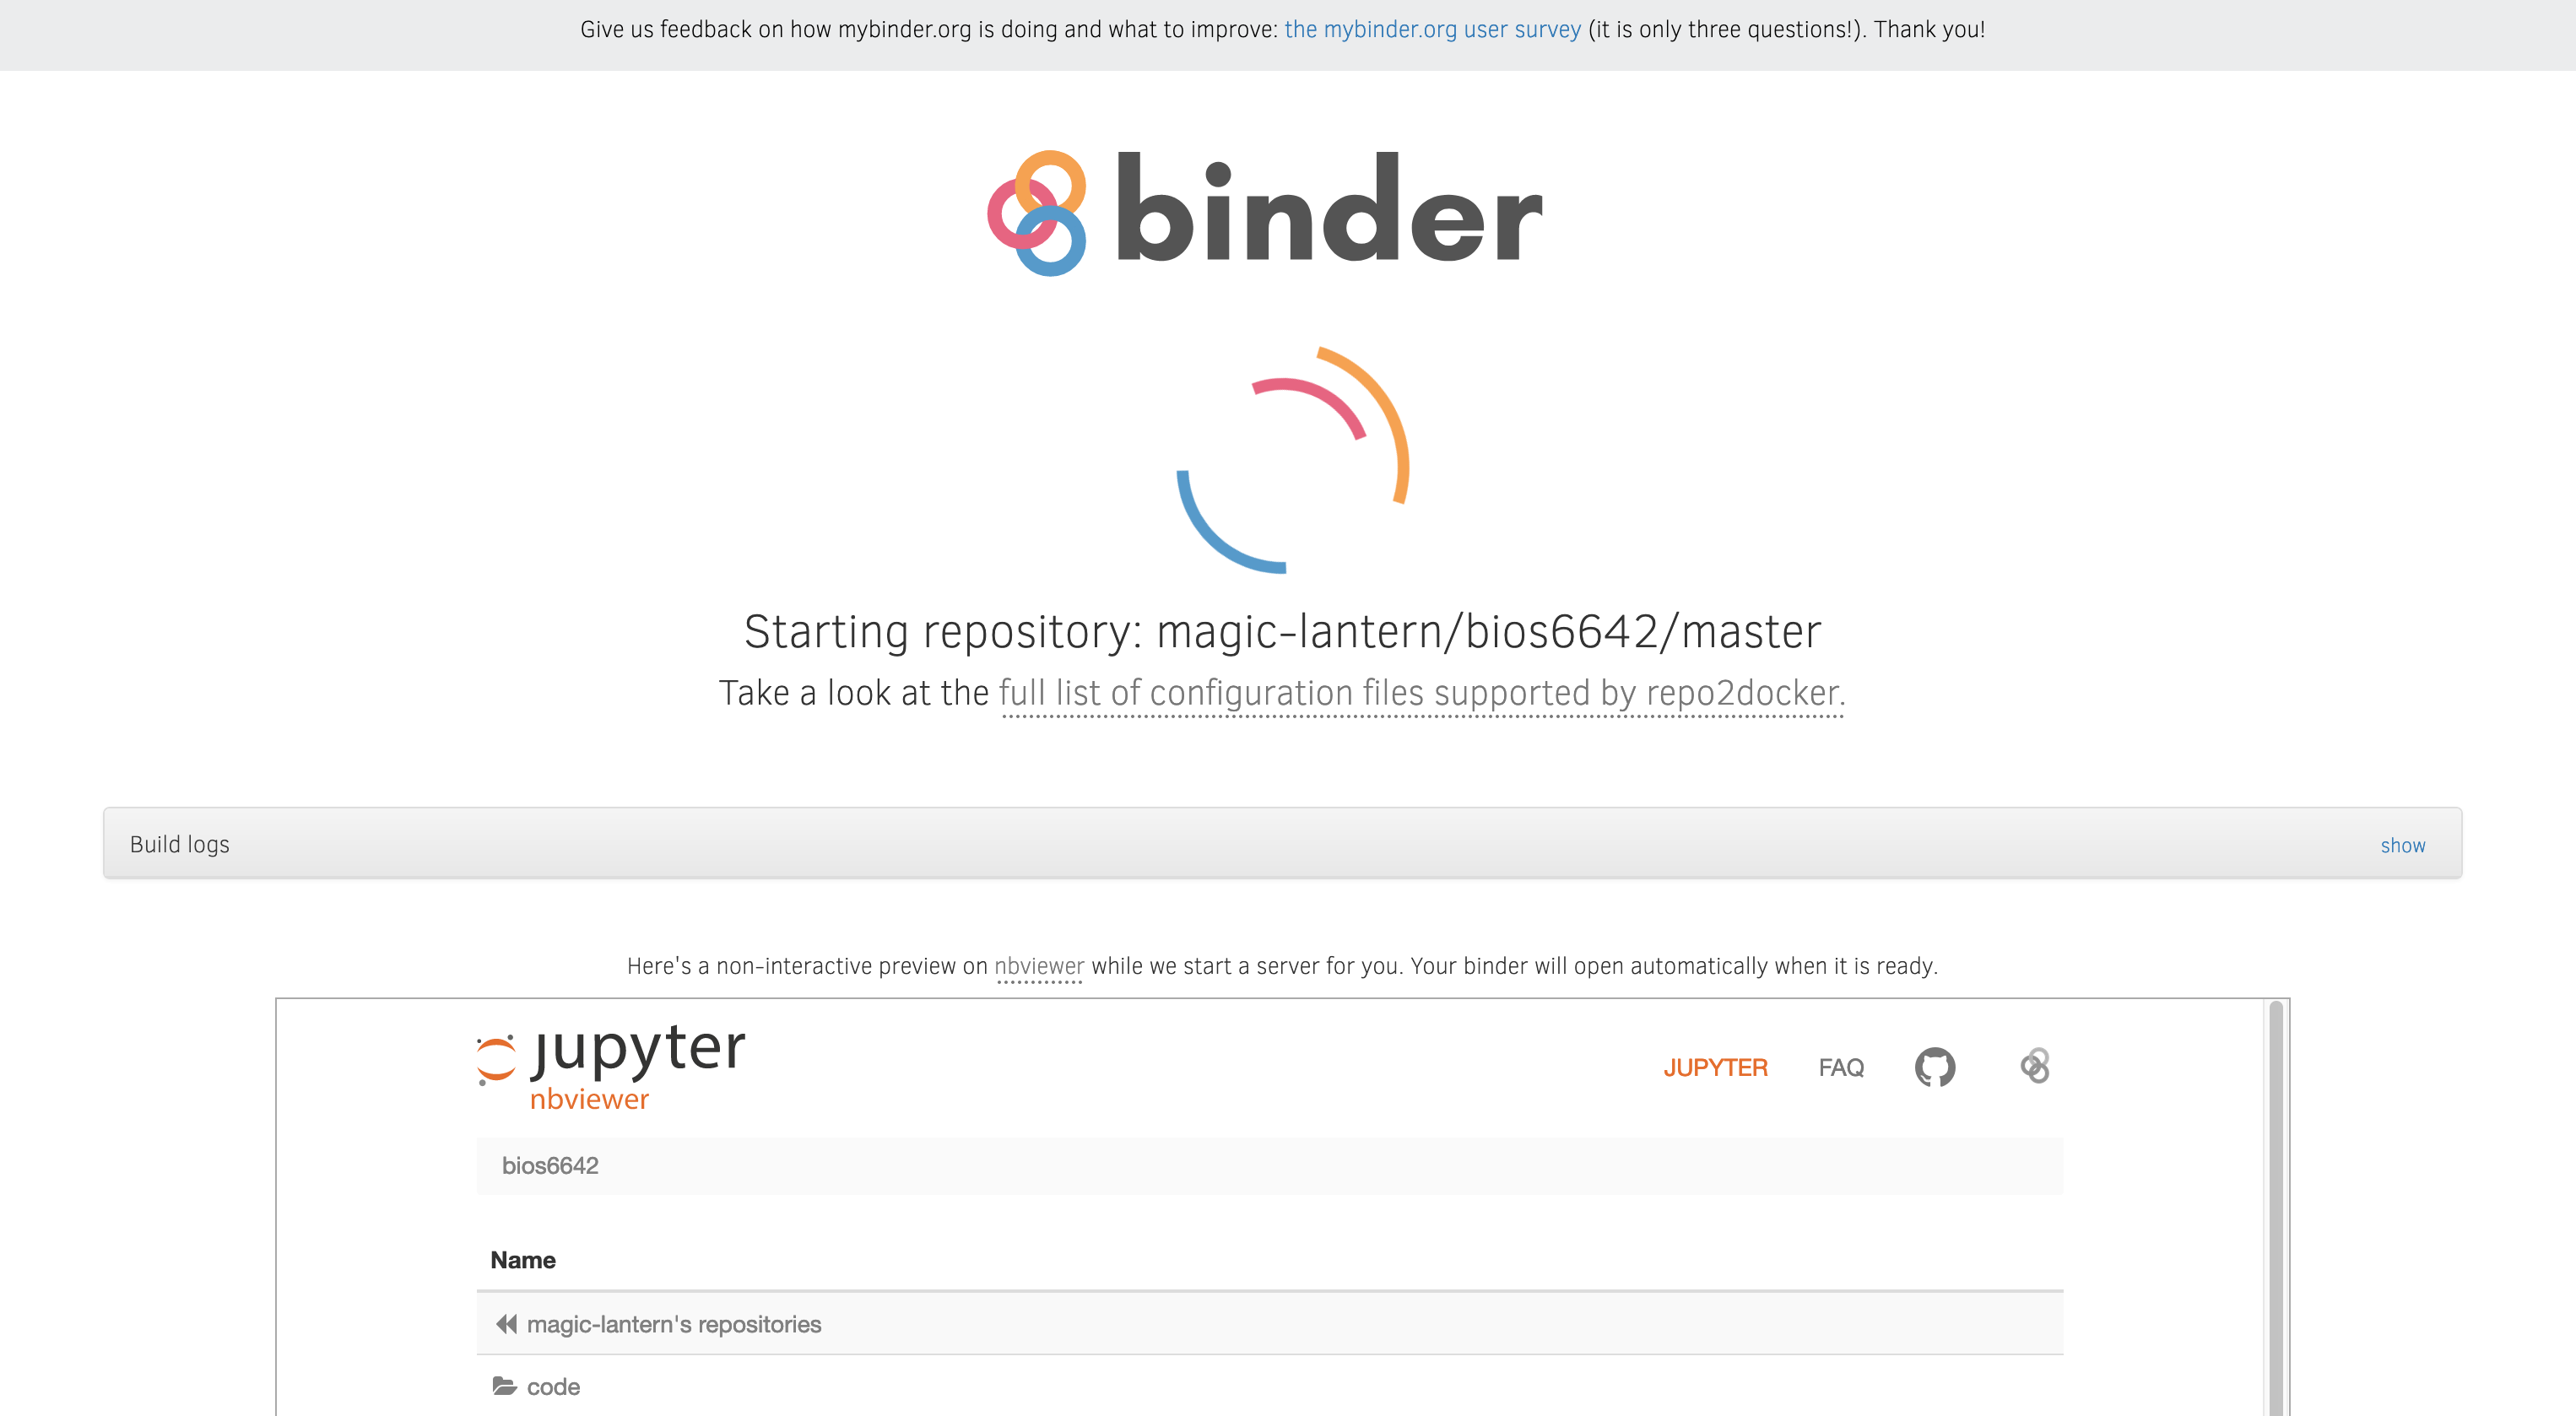 Give us feedback on how mybinder.org is doing and what to improve: the mybinder.org user survey (it is only three questions!). Thank you!
binder
Starting repository: magic-lantern/bios6642/master
Take a look at the full list of configuration files supported by repo2docker.
Build logs show
Here's a non-interactive preview on nbviewer while we start a server for you. Your binder will open automatically when it is ready.
jupyter
nbviewer
JUPYTER FAQ
bios6642
Name
magic-lantern's repositories
code